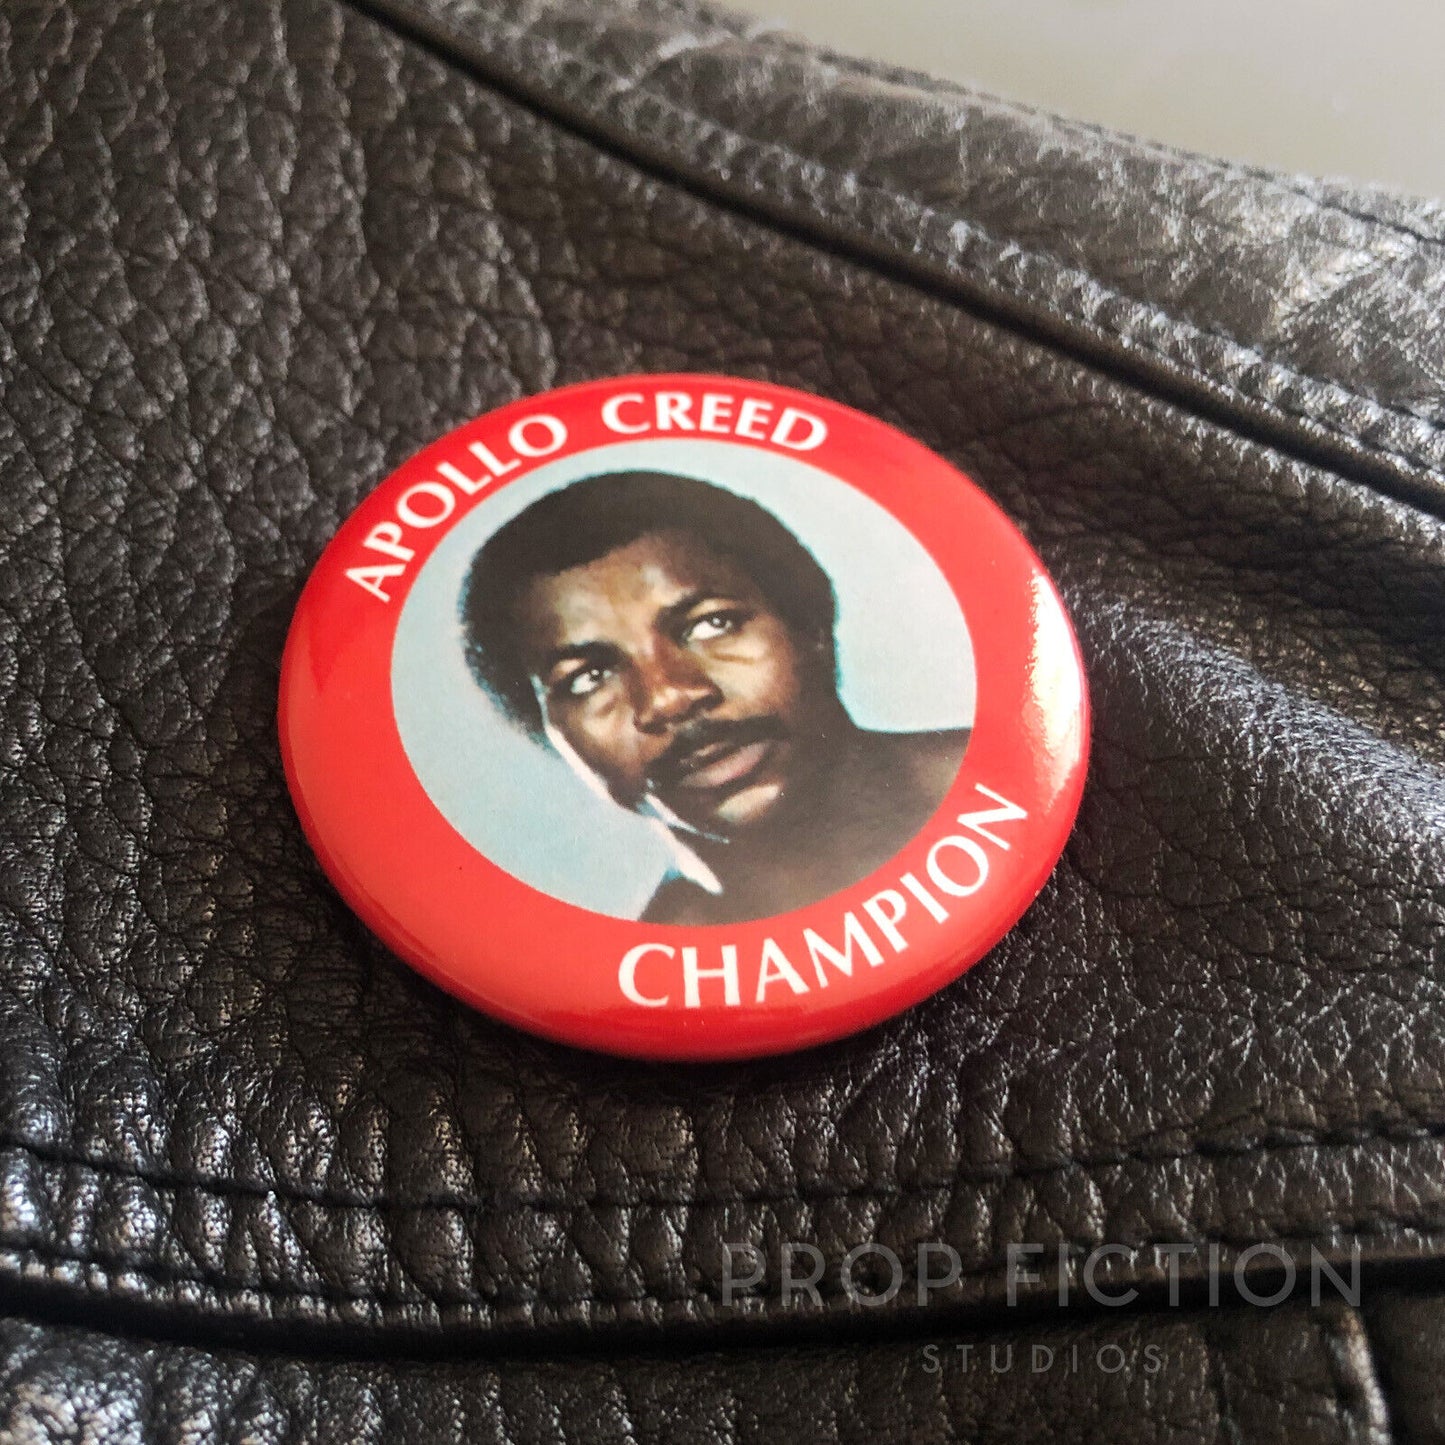 APOLLO CREED
CHAMPION
PROP FICTION
STUDIOS